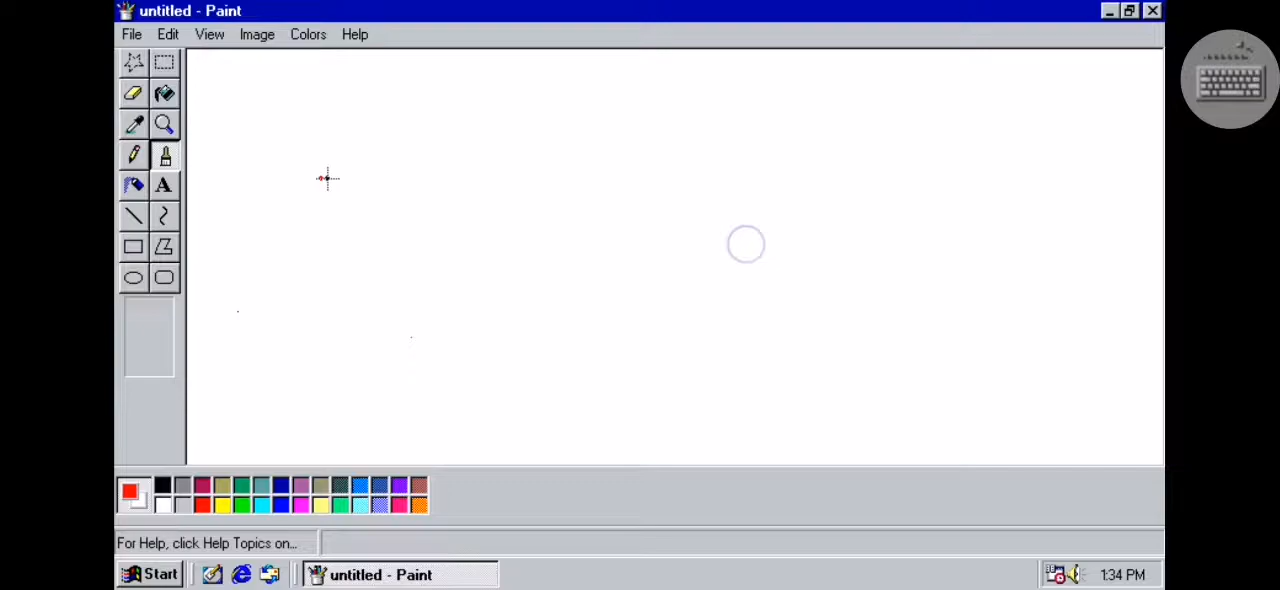 untitled - Paint
File Edit View Image Colors Help
A
For Help, click Help Topics on...
Start untitled - Paint 1:34 PM